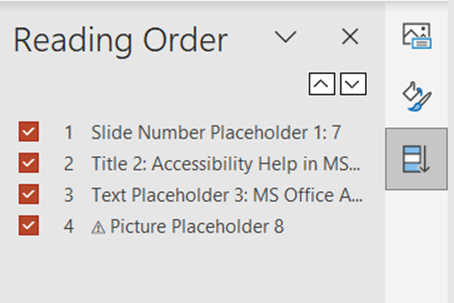 Reading Order
1 Slide Number Placeholder 1: 7
2 Title 2: Accessibility Help in MS...
3 Text Placeholder 3: MS Office A...
4 ⚠ Picture Placeholder 8